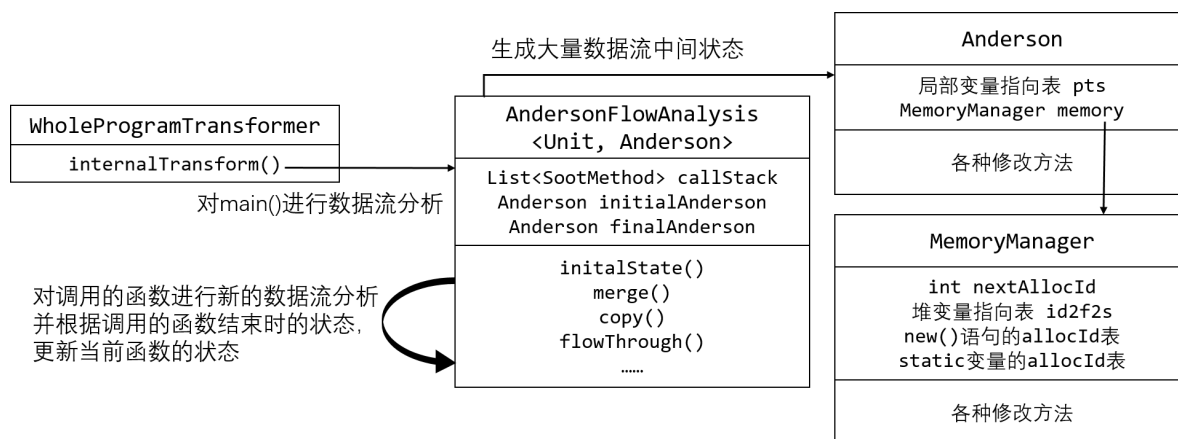 WholeProgramTransformer
internalTransform()
对main()进行数据流分析
生成大量数据流中间状态
AndersonFlowAnalysis
<Unit, Anderson>
List<SootMethod> callStack
Anderson initialAnderson
Anderson finalAnderson
initalState()
merge()
copy()
flowThrough()
……
对调用的函数进行新的数据流分析
并根据调用的函数结束时的状态，
更新当前函数的状态
Anderson
局部变量指向表 pts
MemoryManager memory
各种修改方法
MemoryManager
int nextAllocId
堆变量指向表 id2f2s
new()语句的allocId表
static变量的allocId表
各种修改方法